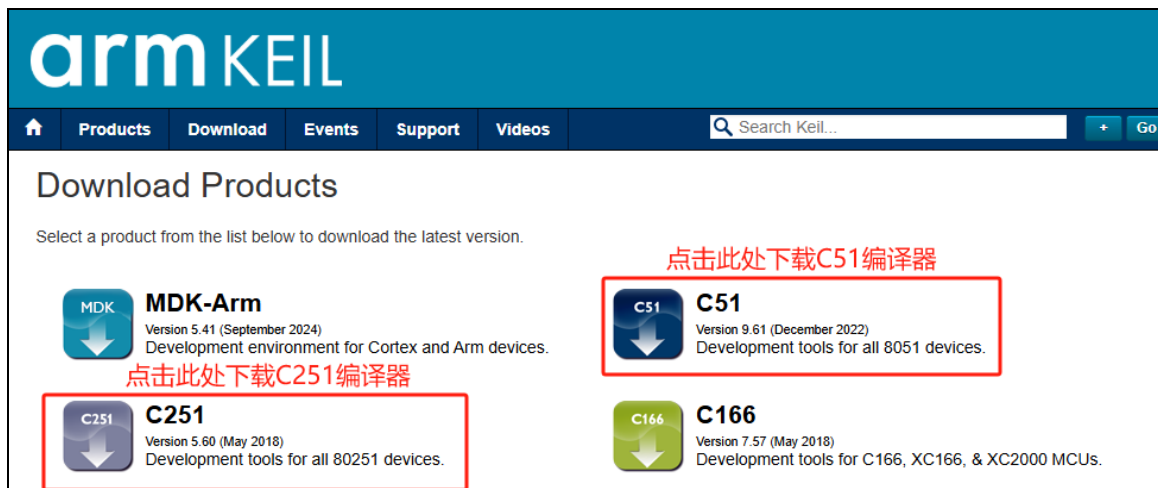 arm KEIL
Products Download Events Support Videos Search Keil... + Go
Download Products
Select a product from the list below to download the latest version.
点击此处下载C51编译器
MDK
MDK-Arm
Version 5.41 (September 2024)
Development environment for Cortex and Arm devices.
C51
C51
Version 9.61 (December 2022)
Development tools for all 8051 devices.
点击此处下载C251编译器
C251
C251
Version 5.60 (May 2018)
Development tools for all 80251 devices.
C166
C166
Version 7.57 (May 2018)
Development tools for C166, XC166, & XC2000 MCUs.